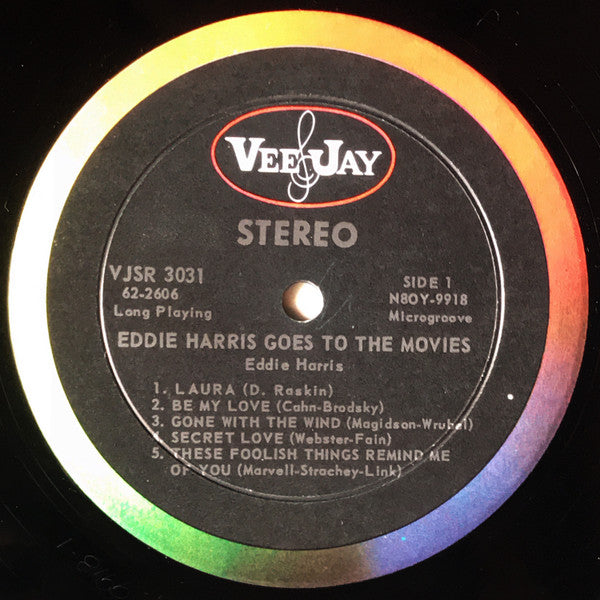 VEE JAY
STEREO
VJSR 3031
62-2606
Long Playing
SIDE 1
N8OY-9918
Microgroove
EDDIE HARRIS GOES TO THE MOVIES
Eddie Harris
1. LAURA (D. Raskin)
2. BE MY LOVE (Cahn-Brodsky)
3. GONE WITH THE WIND (Magidson-Wrubel)
4. SECRET LOVE (Webster-Fain)
5. THESE FOOLISH THINGS REMIND ME
OF YOU (Marvell-Strachey-Link)